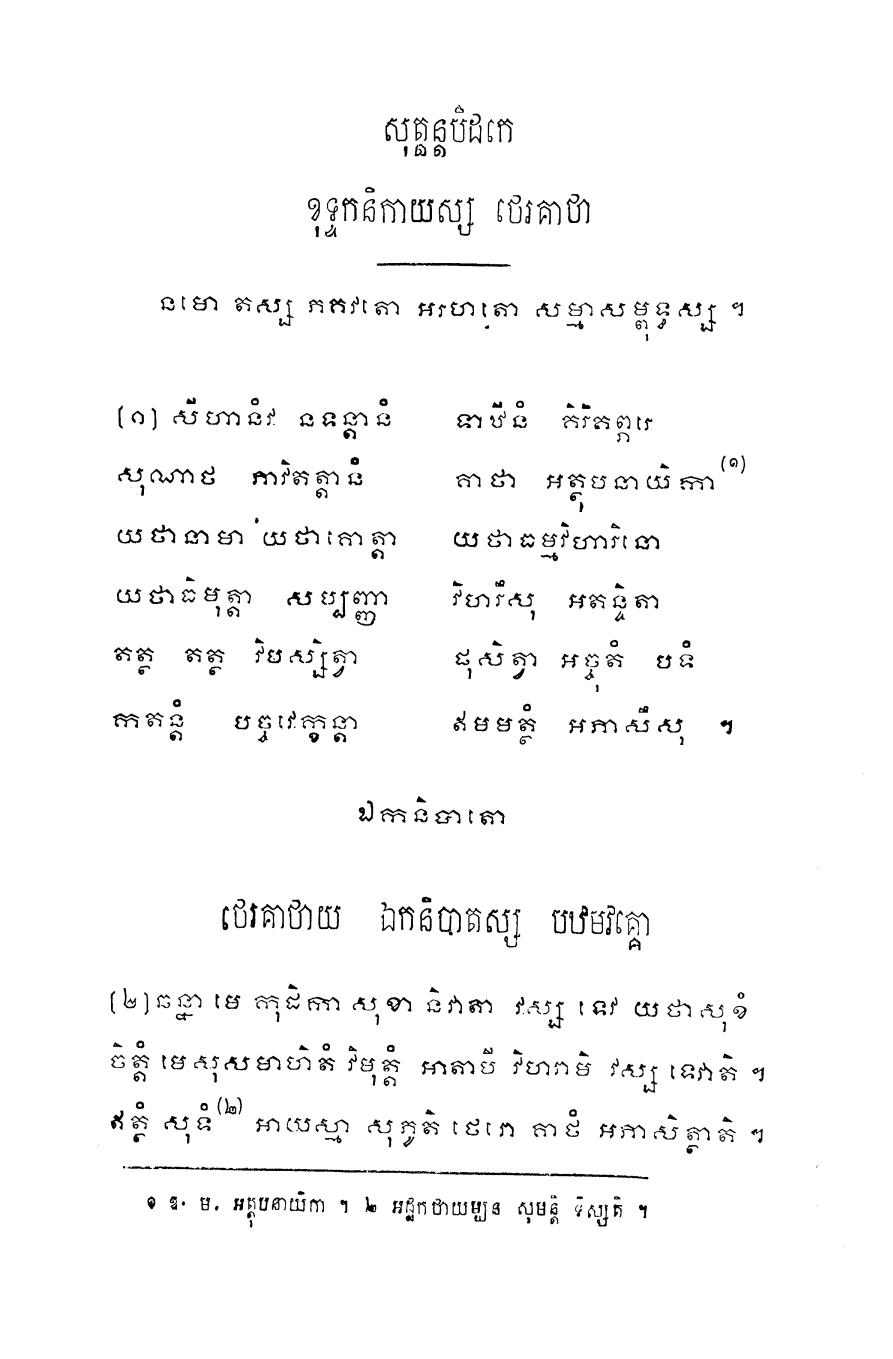 សុត្តន្តបិដកេ
ខុទ្ទកនិកាយស្ស ថេរគាថា
នមោ តស្ស ភគវតោ អរហតោ សម្មាសម្ពុទ្ធស្ស ។
(១) សីហានំវ នទន្តានំ ទាឋីនំ គិរិគព្ភរេ
សុណាថ ភាវិតត្តានំ គាថា អត្ថុបនាយិកា(១)
យថានាមា យថាគោត្តា យថាធម្មវិហារិនោ
យថាធិមុត្តា សប្បញ្ញា វិហរឹសុ អតន្ទិតា
តត្ថ តត្ថ វិបស្សិត្វា ផុសិត្វា អច្ចុតំ បទំ
កតន្តំ បច្ចវេក្ខន្តា ឥមមត្ថំ អភាសឹសុ ។
ឯកនិបាតោ
ថេរគាថាយ ឯកនិបាតស្ស បឋមវគ្គោ
(២) ឆន្នា មេ កុដិកា សុខា និវាតា វស្ស ទេវ យថាសុខំ
ចិត្តំ មេ សុសមាហិតំ វិមុត្តំ អាតាបី វិហរាមិ វស្ស ទេវាតិ ។
ឥត្ថំ សុទំ(២) អាយស្មា សុភូតិ ថេរោ គាថំ អភាសិត្ថាតិ ។
១ ឱ. ម. អត្ថុបនាយិកា ។ ២ អដ្ឋកថាយម្បន សុមន្តិ ទិស្សតិ ។